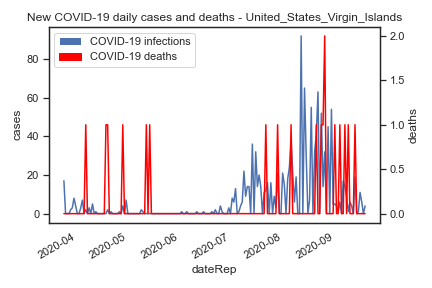 New COVID-19 daily cases and deaths - United_States_Virgin_Islands
COVID-19 infections
COVID-19 deaths
80
60
40
20
0
cases
2.0
1.5
1.0
0.5
0.0
deaths
2020-04
2020-05
2020-06
2020-07
2020-08
2020-09
dateRep